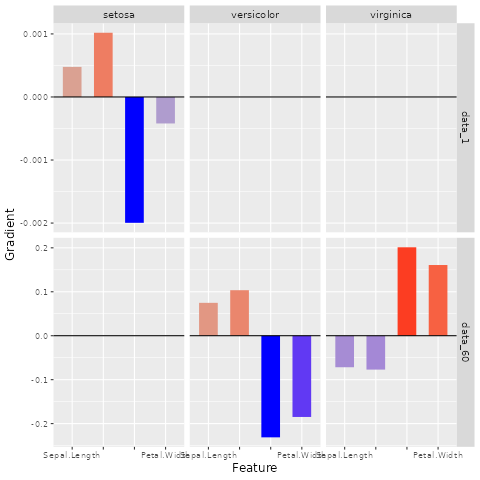 setosa
versicolor
virginica
0.001
0.000
-0.001
-0.002
data_1
0.2
0.1
0.0
-0.1
-0.2
data_60
Gradient
Sepal.Length
Petal.Width
Sepal.Length
Petal.Width
Sepal.Length
Petal.Width
Feature